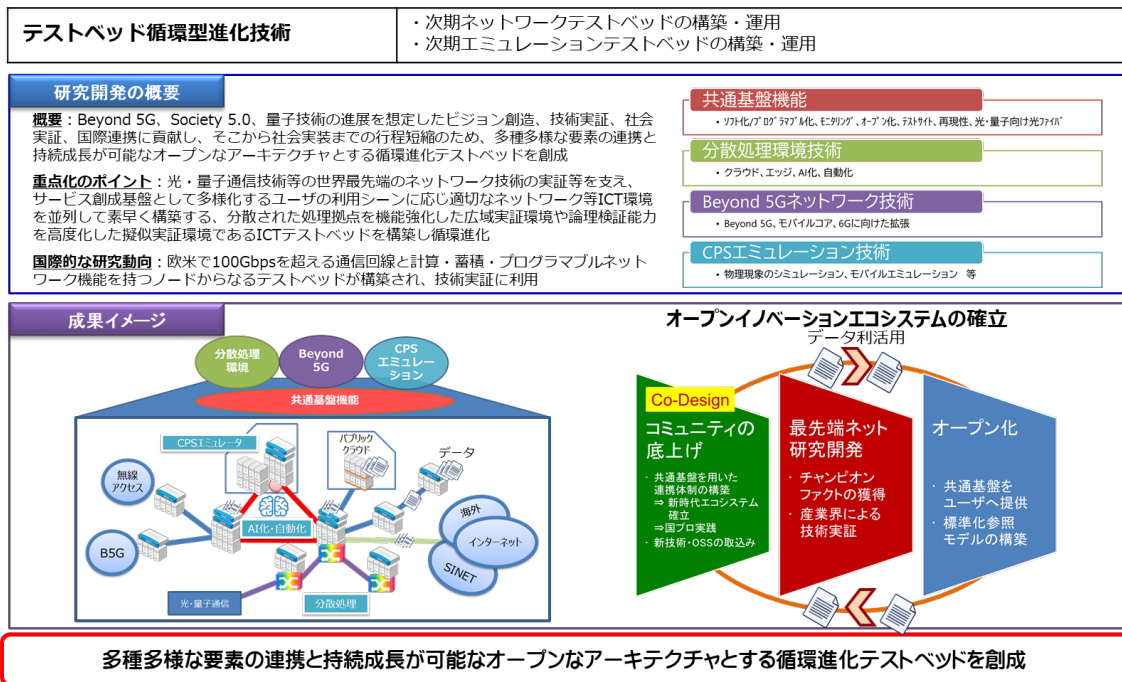 テストベッド循環型進化技術
・次期ネットワークテストベッドの構築・運用
・次期エミュレーションテストベッドの構築・運用
研究開発の概要
概要：Beyond 5G、Society 5.0、量子技術の進展を想定したビジョン創造、技術実証、社会
実証、国際連携に貢献し、そこから社会実装までの行程短縮のため、多種多様な要素の連携と
持続成長が可能なオープンなアーキテクチャとする循環進化テストベッドを創成
重点化のポイント：光・量子通信技術等の世界最先端のネットワーク技術の実証等を支え、
サービス創成基盤として多様化するユーザの利用シーンに応じ適切なネットワーク等ICT環境
を並列して素早く構築する、分散された処理拠点を機能強化した広域実証環境や論理検証能力
を高度化した擬似実証環境であるICTテストベッドを構築し循環進化
国際的な研究動向：欧米で100Gbpsを超える通信回線と計算・蓄積・プログラマブルネット
ワーク機能を持つノードからなるテストベッドが構築され、技術実証に利用
共通基盤機能
・ソフト化/プログラマブル化、モニタリング、オープン化、テストサイト、再現性、光・量子向け光ファイバ
分散処理環境技術
・クラウド、エッジ、AI化、自動化
Beyond 5Gネットワーク技術
・Beyond 5G、モバイルコア、6Gに向けた拡張
CPSエミュレーション技術
・物理現象のシミュレーション、モバイルエミュレーション 等
成果イメージ
分散処理
環境
Beyond
5G
CPS
エミュレー
ション
共通基盤機能
CPSエミュレータ
パブリック
クラウド
データ
無線
アクセス
AI化・自動化
海外
インターネット
SINET
B5G
光・量子通信
分散処理
オープンイノベーションエコシステムの確立
データ利活用
Co-Design
コミュニティの
底上げ
・共通基盤を用いた
連携体制の構築
⇒ 新時代エコシステム
確立
⇒国プロ実践
・新技術・OSSの取込み
最先端ネット
研究開発
・チャンピオン
ファクトの獲得
・産業界による
技術実証
オープン化
・共通基盤を
ユーザへ提供
・標準化参照
モデルの構築
多種多様な要素の連携と持続成長が可能なオープンなアーキテクチャとする循環進化テストベッドを創成